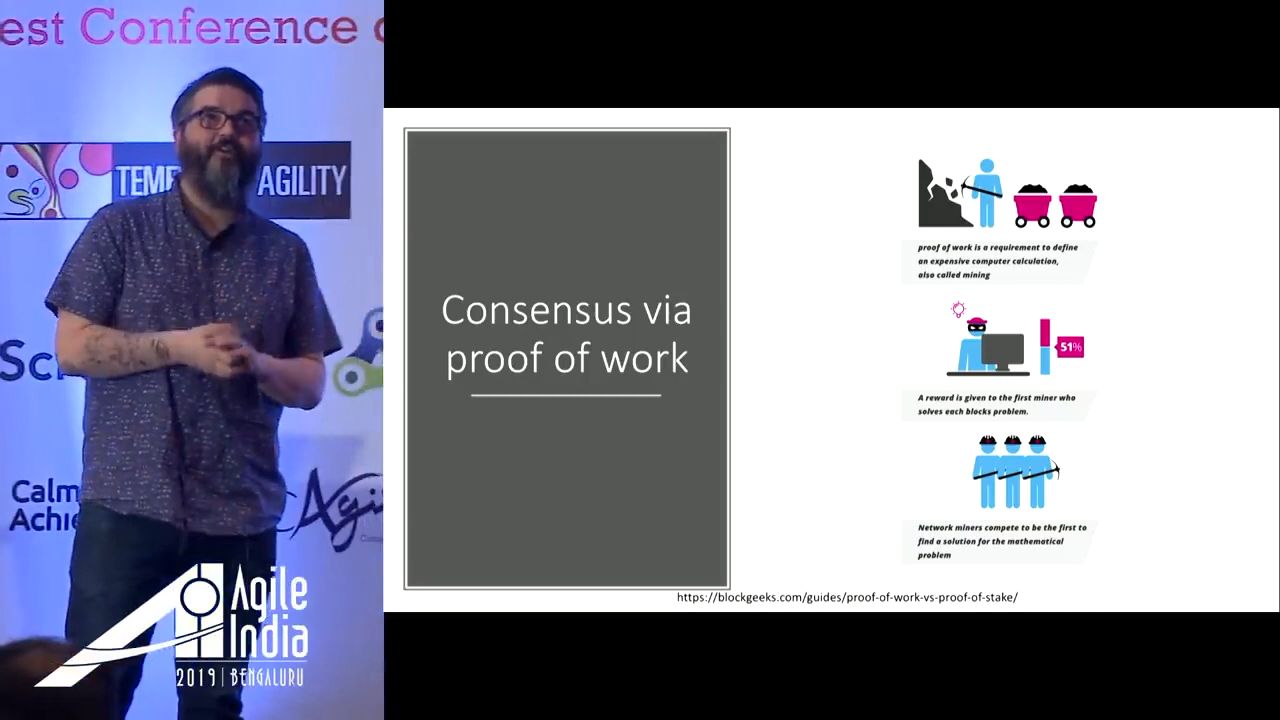 est Conference
TEM AGILITY
Sc
Calm
Achie
Agi
Agile
India
2019 | BENGALURU
Consensus via
proof of work
proof of work is a requirement to define
an expensive computer calculation,
also called mining
51%
A reward is given to the first miner who
solves each blocks problem.
Network miners compete to be the first to
find a solution for the mathematical
problem
https://blockgeeks.com/guides/proof-of-work-vs-proof-of-stake/